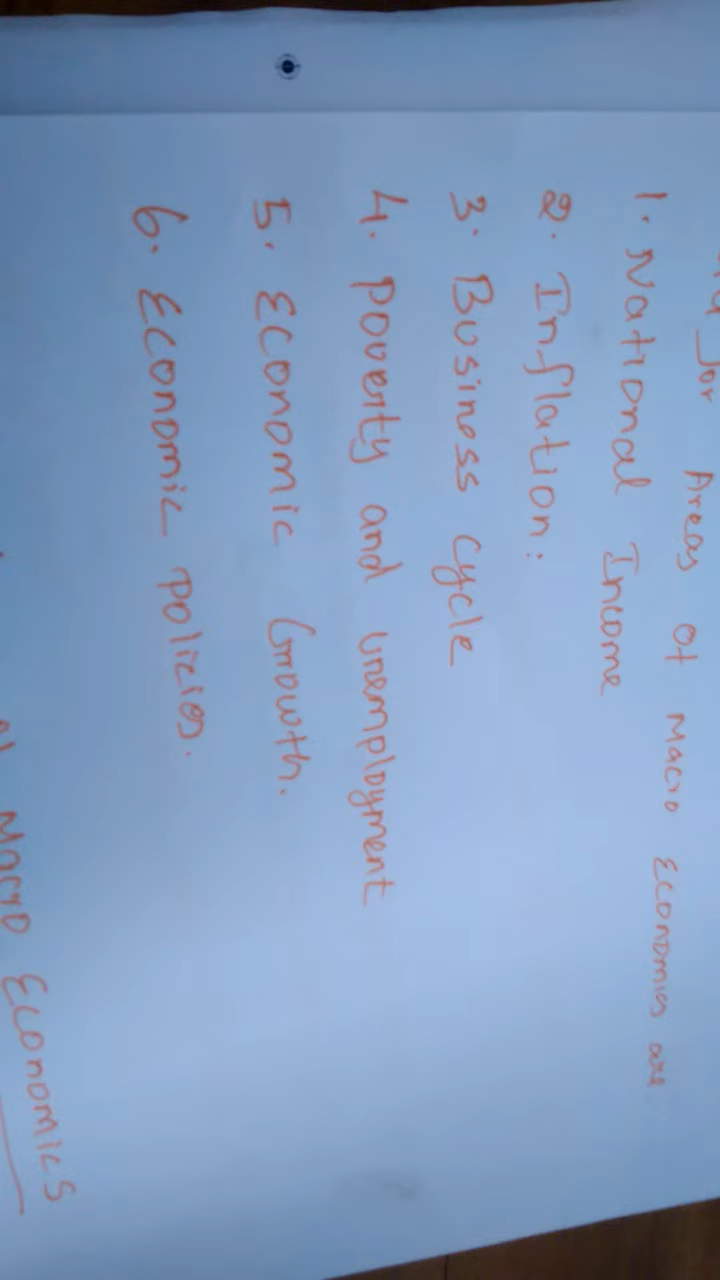 Jor Areas of Macro Economics are
1. National Income
2. Inflation:
3. Business cycle
4. Poverty and Unemployment
5. Economic Growth.
6. Economic policies.
Macro Economics